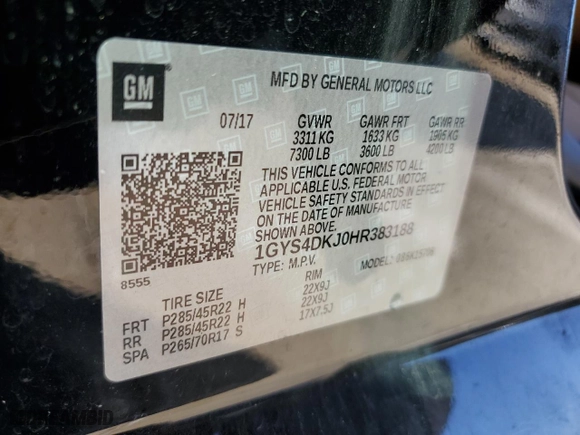 GM
MFD BY GENERAL MOTORS LLC
07/17 GVWR GAWR FRT GAWR RR
3311 KG 1633 KG 1905 KG
7300 LB 3600 LB 4200 LB
THIS VEHICLE CONFORMS TO ALL
APPLICABLE U.S. FEDERAL MOTOR
VEHICLE SAFETY STANDARDS IN EFFECT
ON THE DATE OF MANUFACTURE
SHOWN ABOVE.
1GYS4DKJ0HR383188
TYPE: M.P.V. MODEL:
8555
TIRE SIZE RIM
FRT P285/45R22 H 22X9J
RR P285/45R22 H 22X9J
SPA P265/70R17 S 17X7.5J